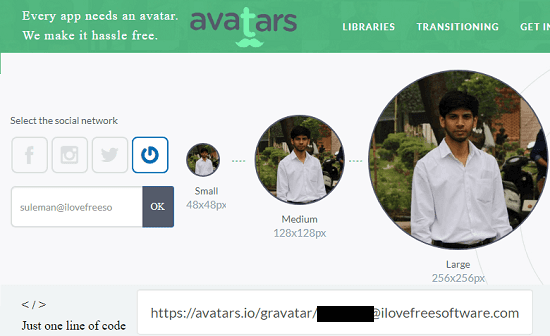 Every app needs an avatar.
We make it hassle free.
avatars
LIBRARIES TRANSITIONING GET IN
Select the social network
suleman@ilovefreeso OK
Small
48x48px
Medium
128x128px
Large
256x256px
< / >
Just one line of code
https://avatars.io/gravatar/ @ilovefreesoftware.com